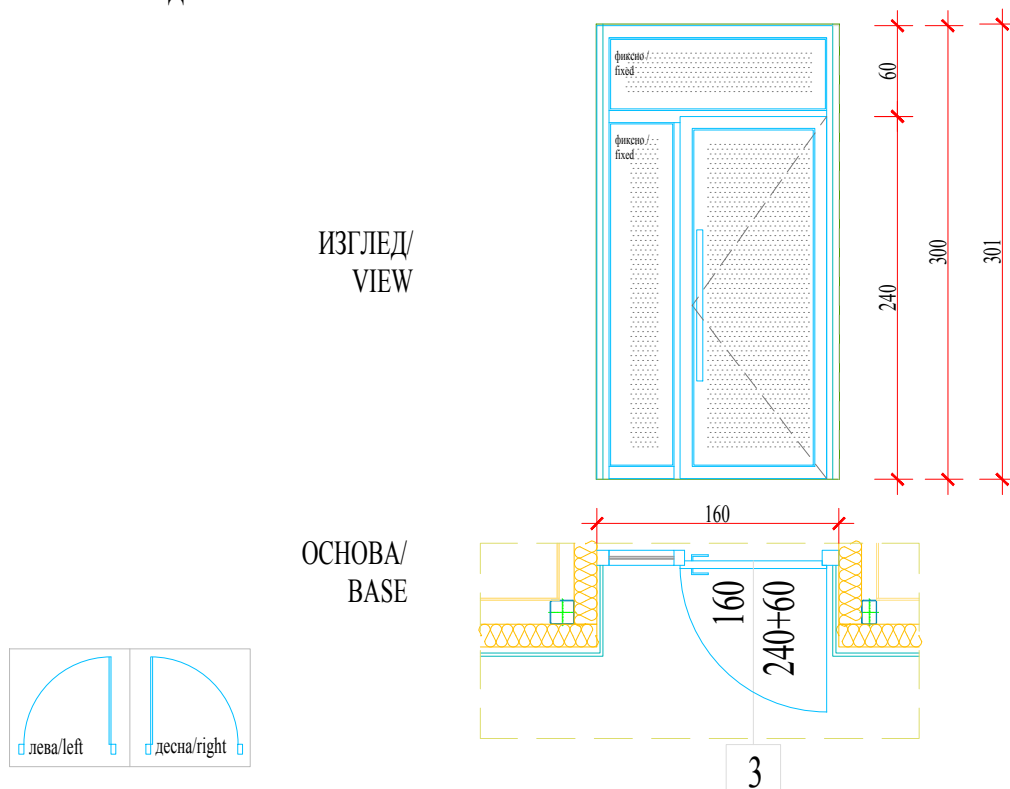 фиксно /
fixed
60
фиксно /
fixed
ИЗГЛЕД/
VIEW
240
300
301
160
ОСНОВА/
BASE
160
240+60
лева/left
десна/right
3